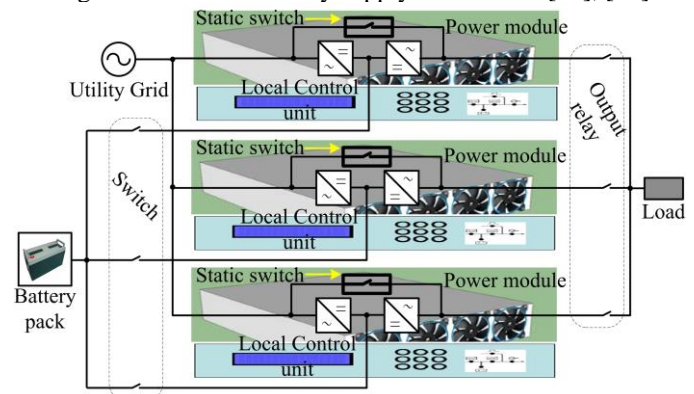 Static switch
Power module
Utility Grid
Local Control
unit
Output
relay
Switch
Static switch
Power module
Local Control
unit
Load
Battery
pack
Static switch
Power module
Local Control
unit